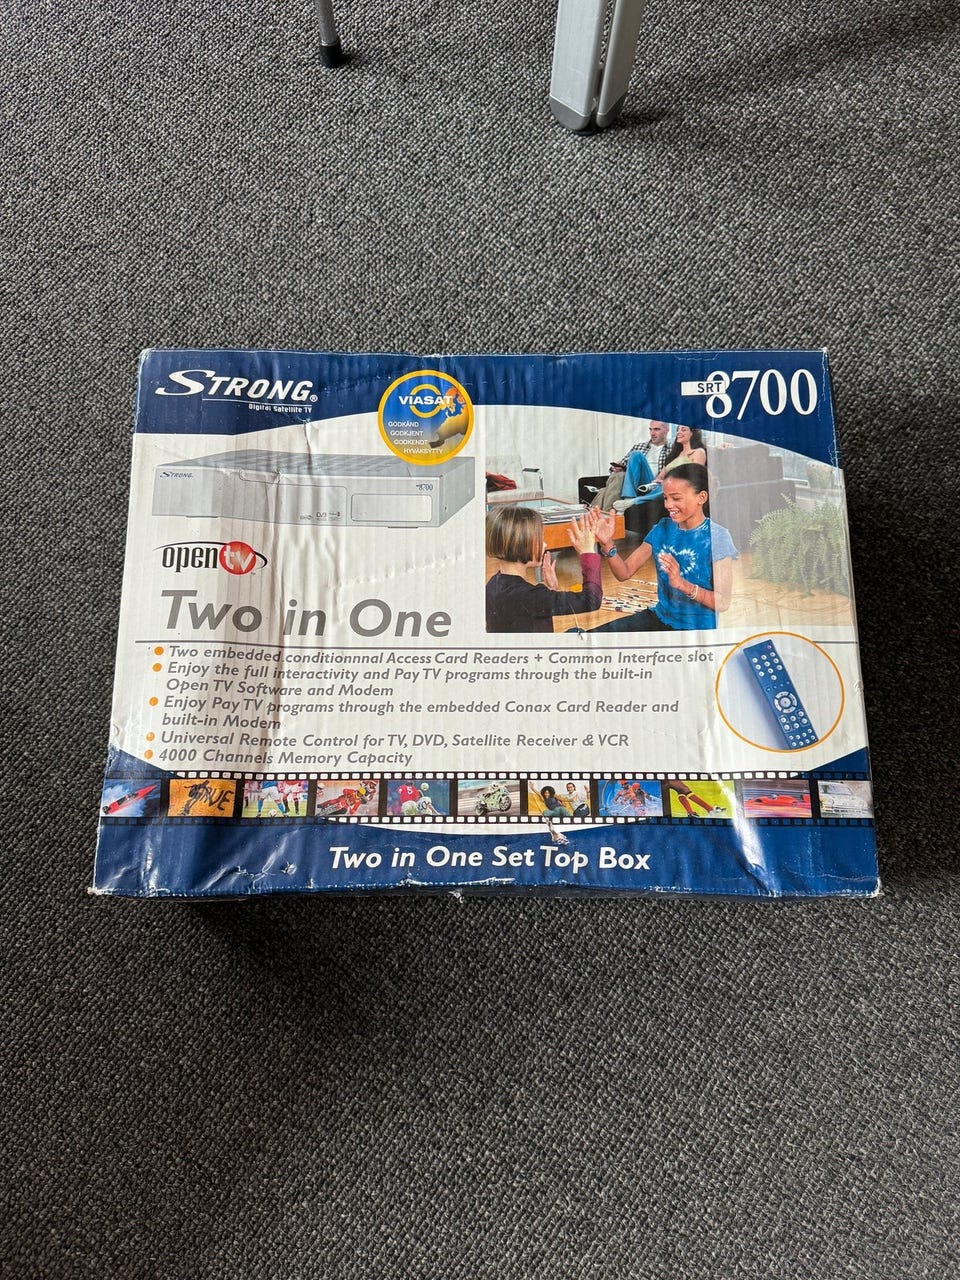 STRONG®
Digital Satellite TV
VIASAT
GODKÄND
GODKJENT
GODKENDT
HYVÄKSYTTY
SRT 8700
STRONG
8700
DVB
open tv™
Two in One
Two embedded conditionnnal Access Card Readers + Common Interface slot
Enjoy the full interactivity and Pay TV programs through the built-in
Open TV Software and Modem
Enjoy Pay TV programs through the embedded Conax Card Reader and
built-in Modem
Universal Remote Control for TV, DVD, Satellite Receiver & VCR
4000 Channels Memory Capacity
Two in One Set Top Box